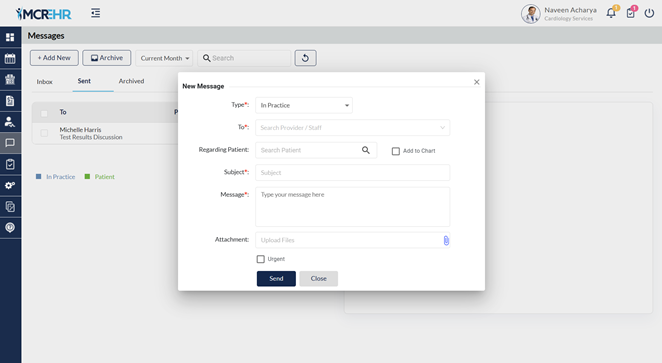 iMCREHR
Naveen Acharya
Cardiology Services
Messages
+ Add New
Archive
Current Month
Search
Inbox
Sent
Archived
To
P
Michelle Harris
Test Results Discussion
In Practice
Patient
New Message
Type*:
In Practice
To*:
Search Provider / Staff
Regarding Patient:
Search Patient
Add to Chart
Subject*:
Subject
Message*:
Type your message here
Attachment:
Upload Files
Urgent
Send
Close